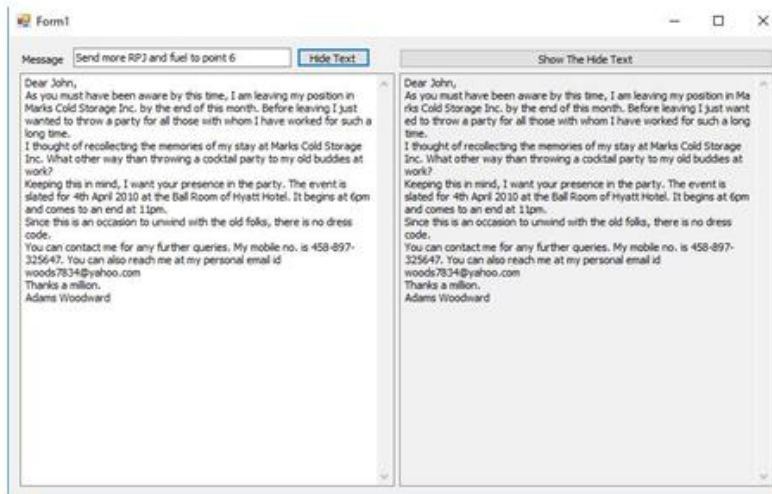 Form1
Message Send more RPJ and fuel to point 6 Hide Text Show The Hide Text
Dear John,
As you must have been aware by this time, I am leaving my position in
Marks Cold Storage Inc. by the end of this month. Before leaving I just
wanted to throw a party for all those with whom I have worked for such a
long time.
I thought of recollecting the memories of my stay at Marks Cold Storage
Inc. What other way than throwing a cocktail party to my old buddies at
work?
Keeping this in mind, I want your presence in the party. The event is
slated for 4th April 2010 at the Ball Room of Hyatt Hotel. It begins at 6pm
and comes to an end at 11pm.
Since this is an occasion to unwind with the old folks, there is no dress
code.
You can contact me for any further queries. My mobile no. is 458-897-
325647. You can also reach me at my personal email id
woods7834@yahoo.com
Thanks a million.
Adams Woodward
Dear John,
As you must have been aware by this time, I am leaving my position in Ma
rks Cold Storage Inc. by the end of this month. Before leaving I just want
ed to throw a party for all those with whom I have worked for such a long
time.
I thought of recollecting the memories of my stay at Marks Cold Storage
Inc. What other way than throwing a cocktail party to my old buddies at
work?
Keeping this in mind, I want your presence in the party. The event is
slated for 4th April 2010 at the Ball Room of Hyatt Hotel. It begins at 6pm
and comes to an end at 11pm.
Since this is an occasion to unwind with the old folks, there is no dress
code.
You can contact me for any further queries. My mobile no. is 458-897-
325647. You can also reach me at my personal email id
woods7834@yahoo.com
Thanks a million.
Adams Woodward